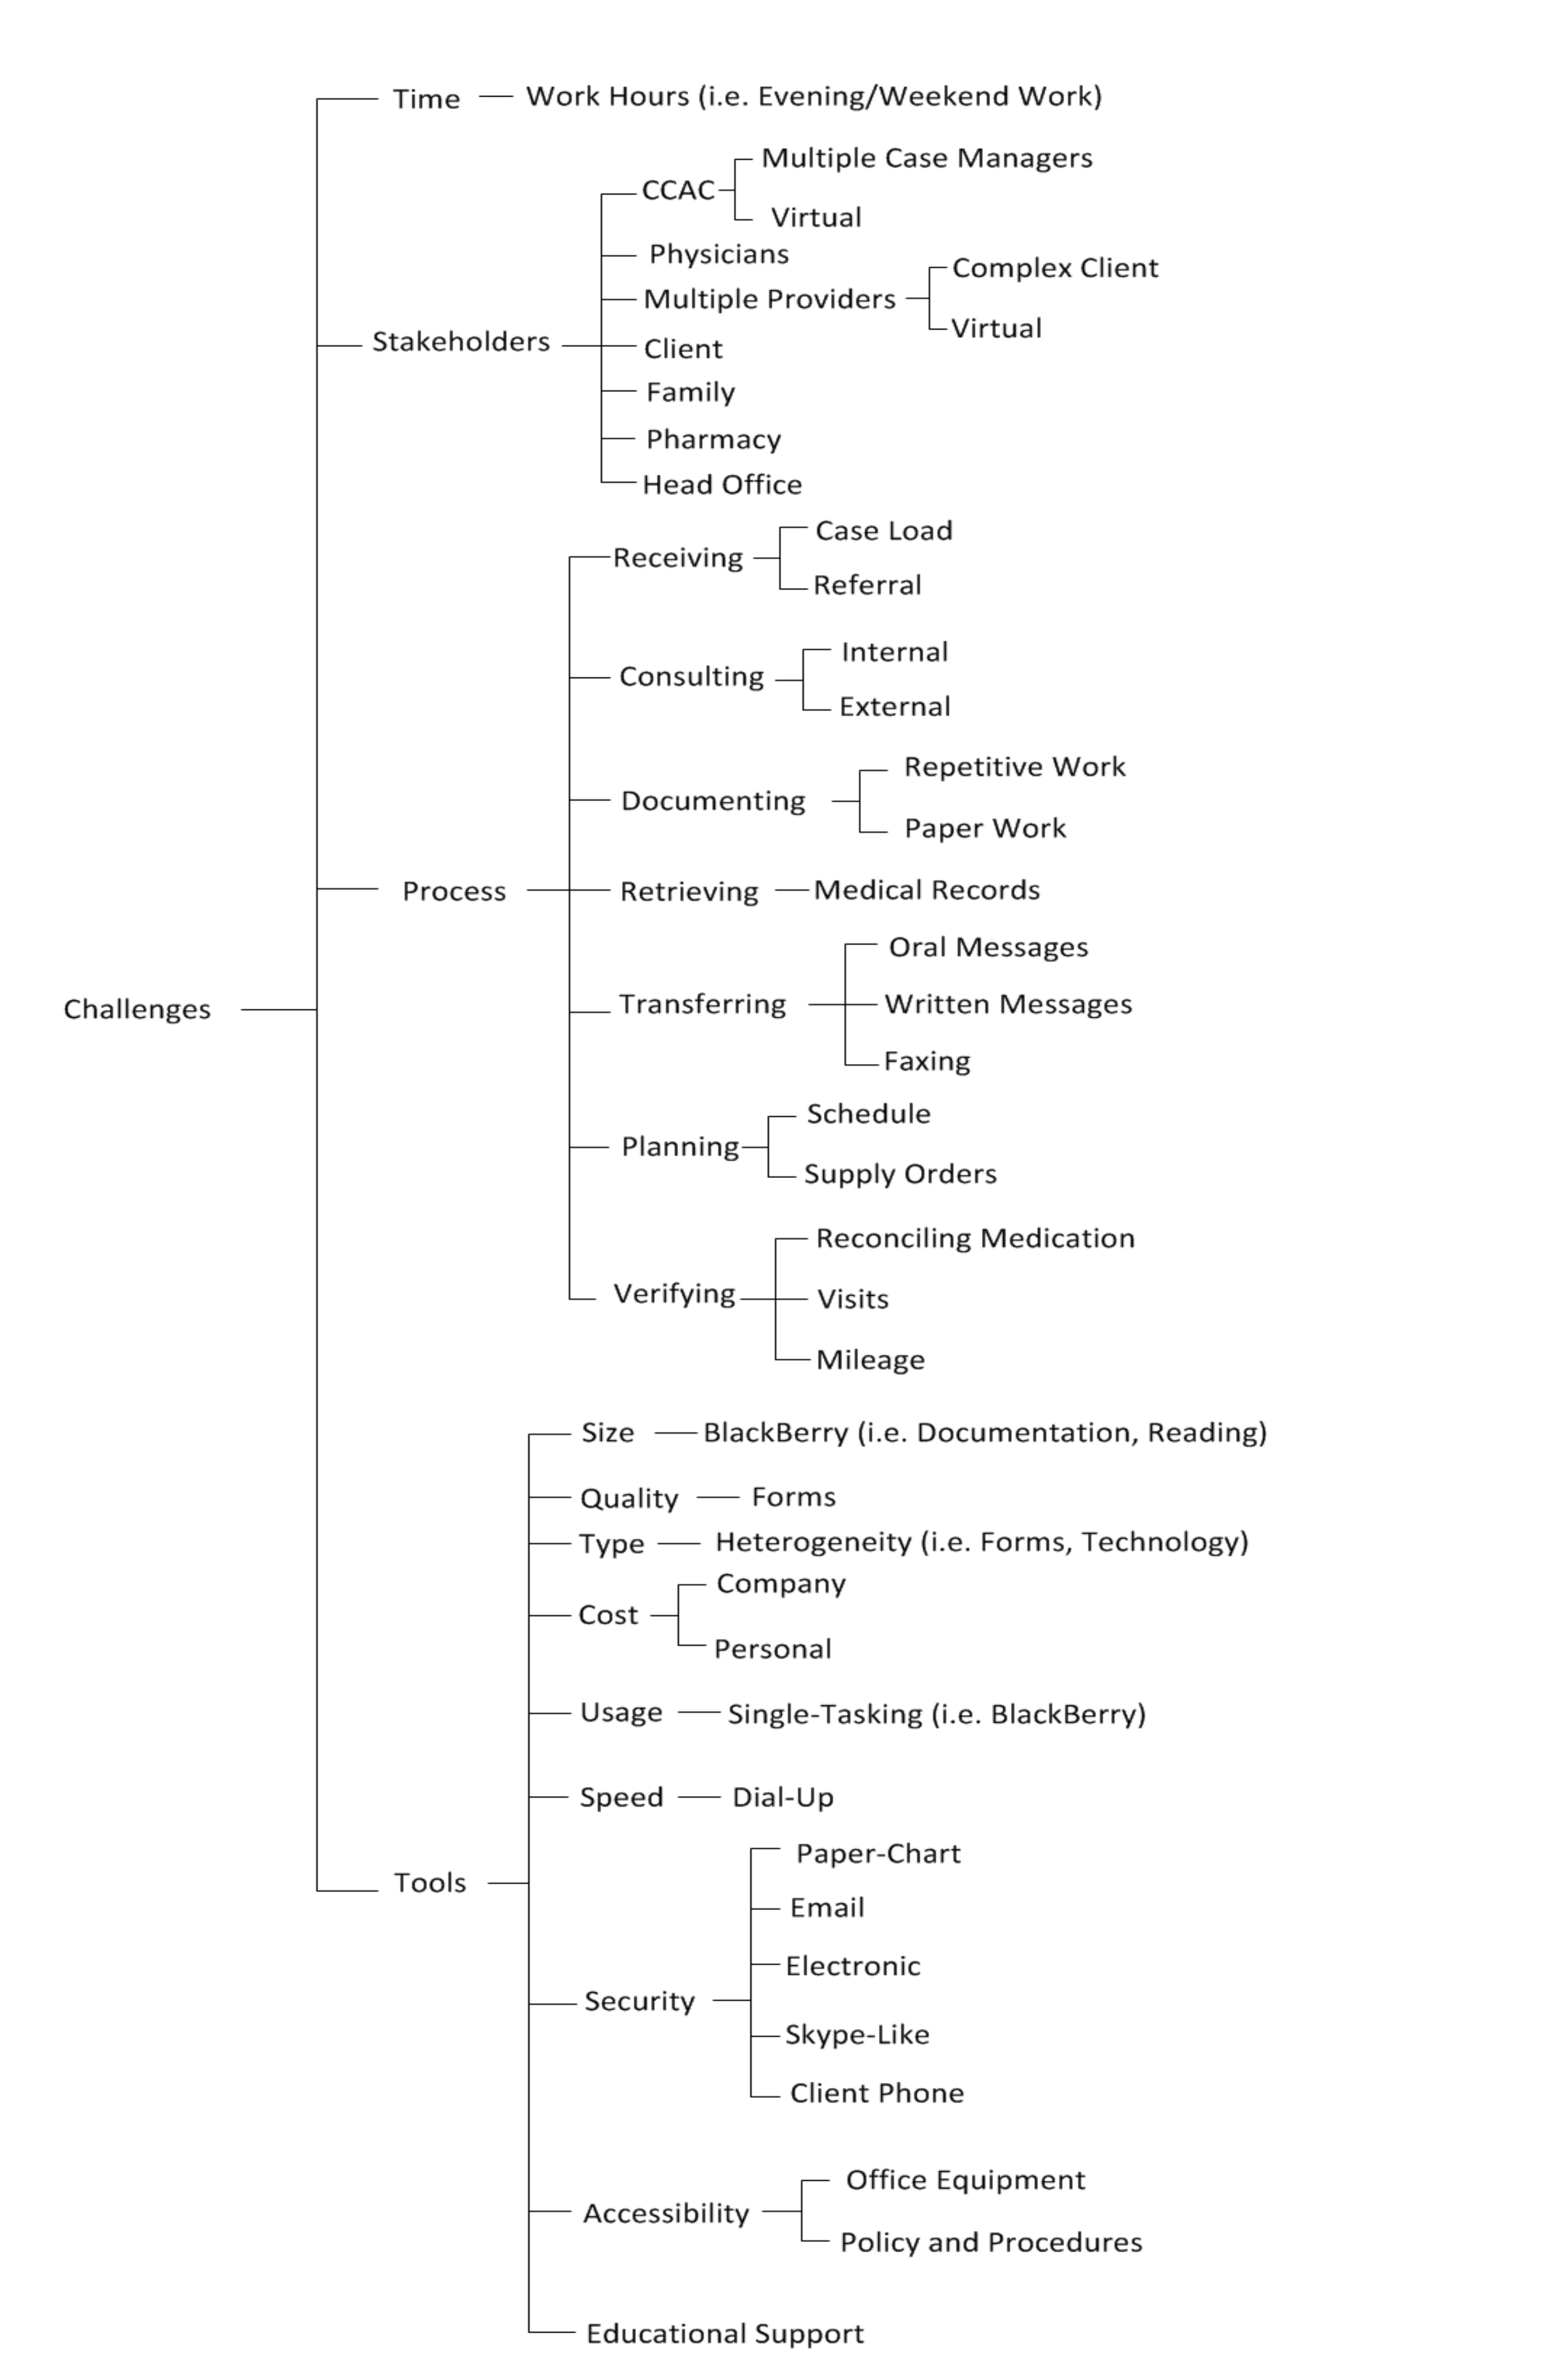 Time
Work Hours (i.e. Evening/Weekend Work)
Multiple Case Managers
CCAC
Virtual
Physicians
Complex Client
Multiple Providers
Virtual
Stakeholders
Client
Family
Pharmacy
Head Office
Case Load
Receiving
Referral
Internal
Consulting
External
Repetitive Work
Documenting
Paper Work
Process
Retrieving
Medical Records
Oral Messages
Challenges
Transferring
Written Messages
Faxing
Schedule
Planning
Supply Orders
Reconciling Medication
Verifying
Visits
Mileage
Size
BlackBerry (i.e. Documentation, Reading)
Quality
Forms
Type
Heterogeneity (i.e. Forms, Technology)
Company
Cost
Personal
Usage
Single-Tasking (i.e. BlackBerry)
Speed
Dial-Up
Paper-Chart
Tools
Email
Electronic
Security
Skype-Like
Client Phone
Office Equipment
Accessibility
Policy and Procedures
Educational Support